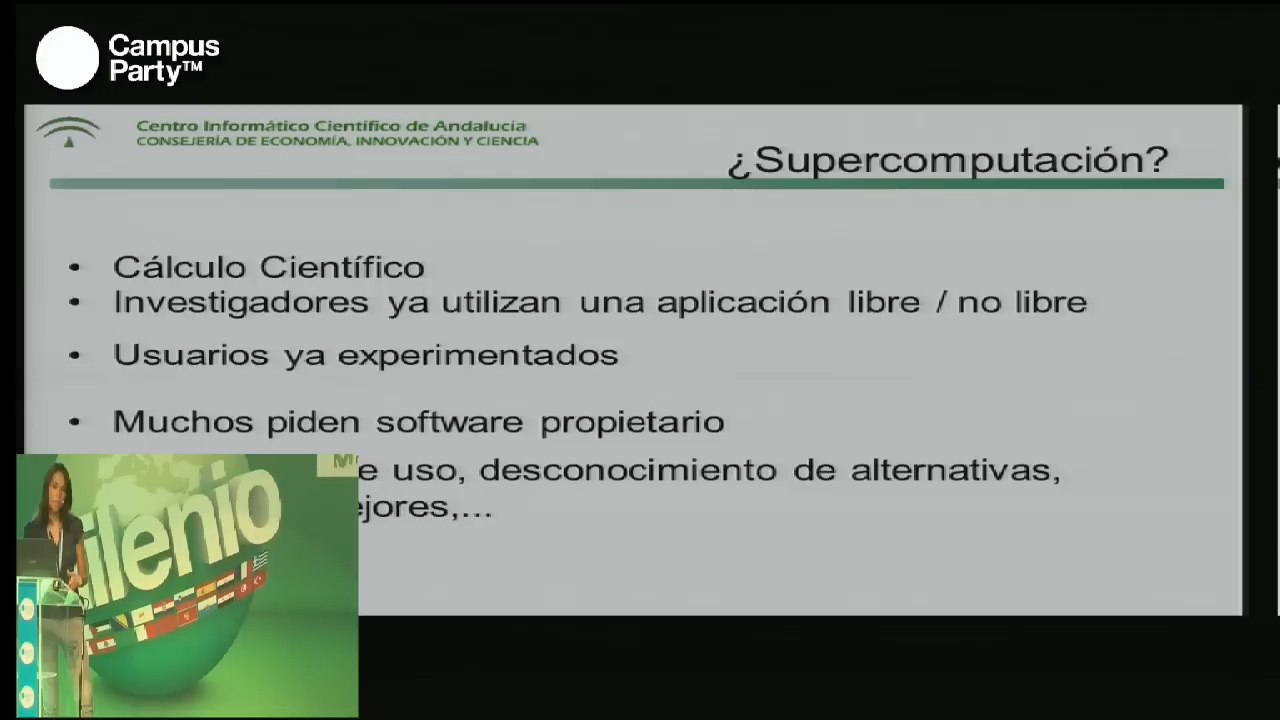 Campus
Party™
Centro Informático Científico de Andalucía
CONSEJERÍA DE ECONOMÍA, INNOVACIÓN Y CIENCIA
¿Supercomputación?
• Cálculo Científico
• Investigadores ya utilizan una aplicación libre / no libre
• Usuarios ya experimentados
• Muchos piden software propietario
e uso, desconocimiento de alternativas,
ejores,...
ilenio